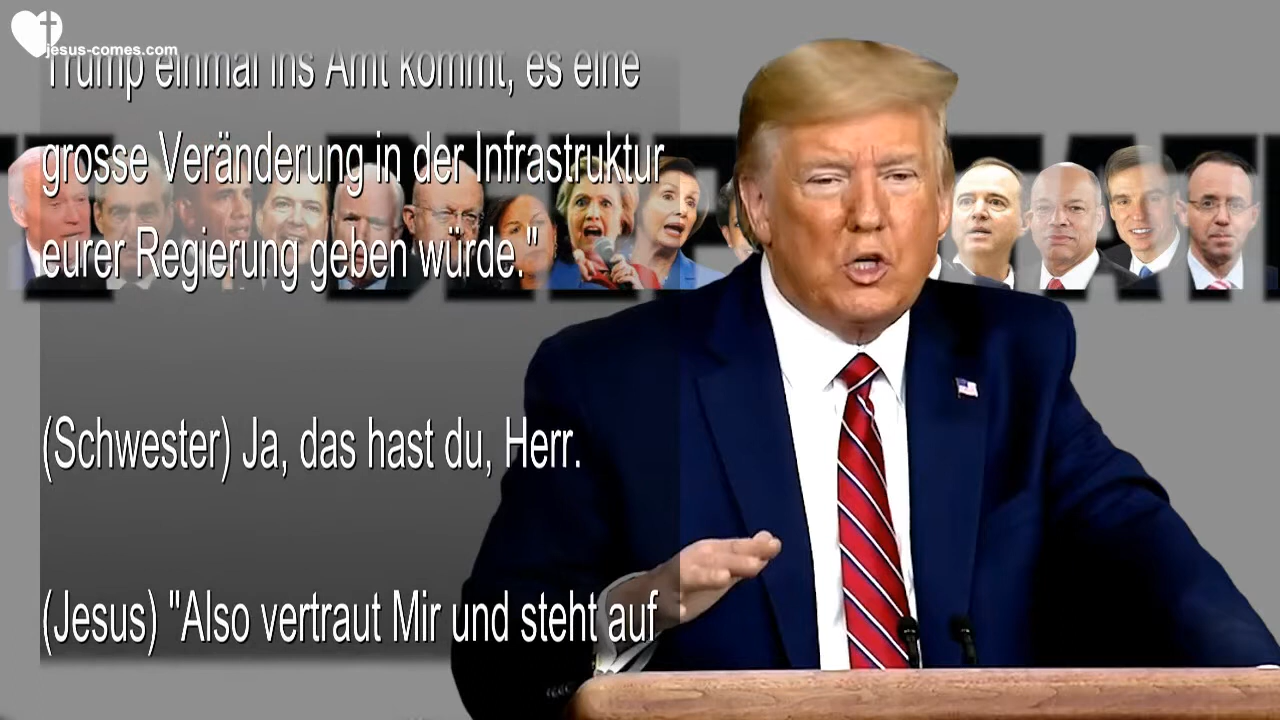 jesus-comes.com
Trump einmal ins Amt kommt, es eine
grosse Veränderung in der Infrastruktur
eurer Regierung geben würde."
(Schwester) Ja, das hast du, Herr.
(Jesus) "Also vertraut Mir und steht auf